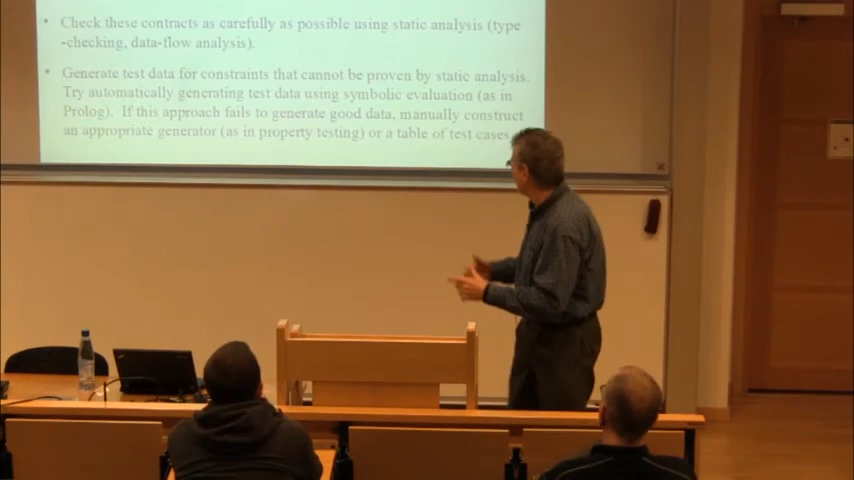 • Check these contracts as carefully as possible using static analysis (type
-checking, data-flow analysis).
• Generate test data for constraints that cannot be proven by static analysis.
Try automatically generating test data using symbolic evaluation (as in
Prolog). If this approach fails to generate good data, manually construct
an appropriate generator (as in property testing) or a table of test cases.